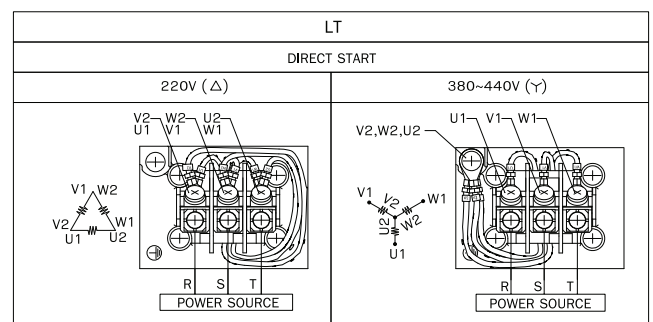 LT
DIRECT START
220V (△)
380~440V (Y)
V2 W2 U2
U1 V1 W1
V1 W2
V2 W1
U1 U2
R S T
POWER SOURCE
U1 V1 W1
V2,W2,U2
V1 V2 W1
U2 W2
U1
R S T
POWER SOURCE